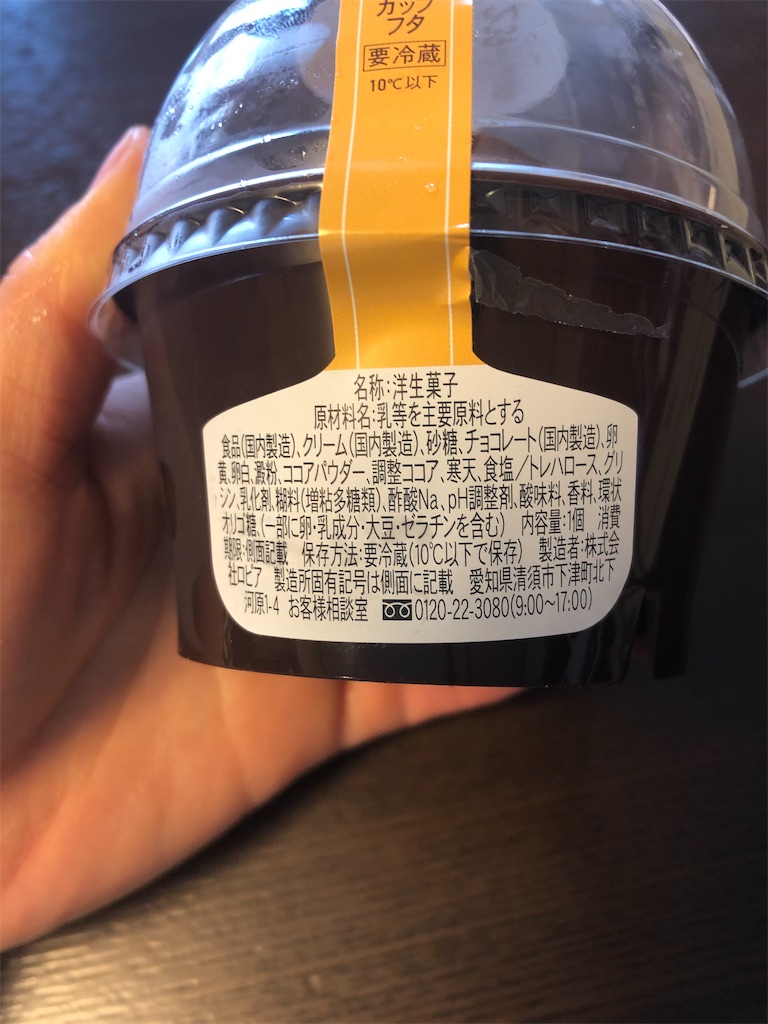 カップ
フタ
要冷蔵
10℃以下
名称:洋生菓子
原材料名:乳等を主要原料とする
食品(国内製造)、クリーム(国内製造)、砂糖、チョコレート(国内製造)、卵
黄、卵白、澱粉、ココアパウダー、調整ココア、寒天、食塩/トレハロース、グリ
シン、乳化剤、糊料(増粘多糖類)、酢酸Na、pH調整剤、酸味料、香料、環状
オリゴ糖、(一部に卵・乳成分・大豆・ゼラチンを含む) 内容量:1個 消費
期限:側面記載 保存方法:要冷蔵(10℃以下で保存) 製造者:株式会
社ロピア 製造所固有記号は側面に記載 愛知県清須市下津町北下
河原1-4 お客様相談室 0120-22-3080(9:00〜17:00)